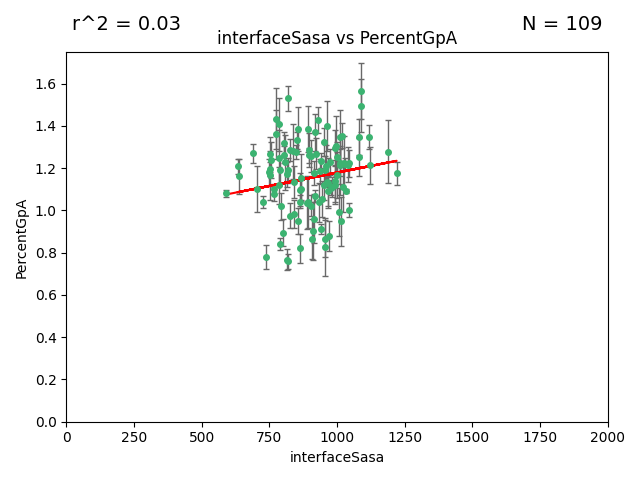 r^2 = 0.03
N = 109
interfaceSasa vs PercentGpA
PercentGpA
1.6
1.4
1.2
1.0
0.8
0.6
0.4
0.2
0.0
0 250 500 750 1000 1250 1500 1750 2000
interfaceSasa